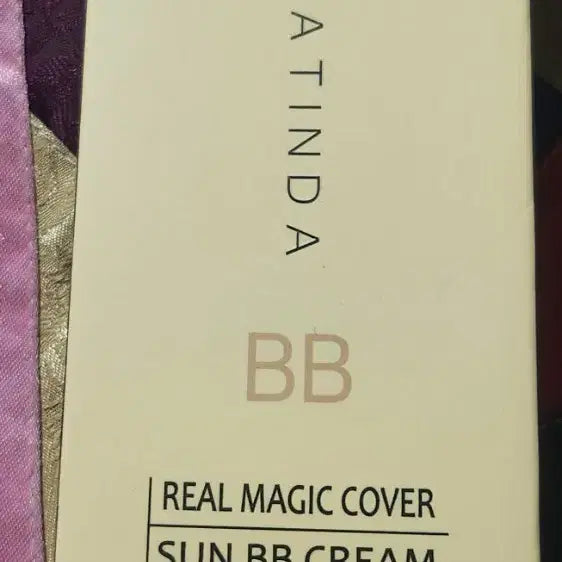 ATINDA
BB
REAL MAGIC COVER
SUN BB CREAM